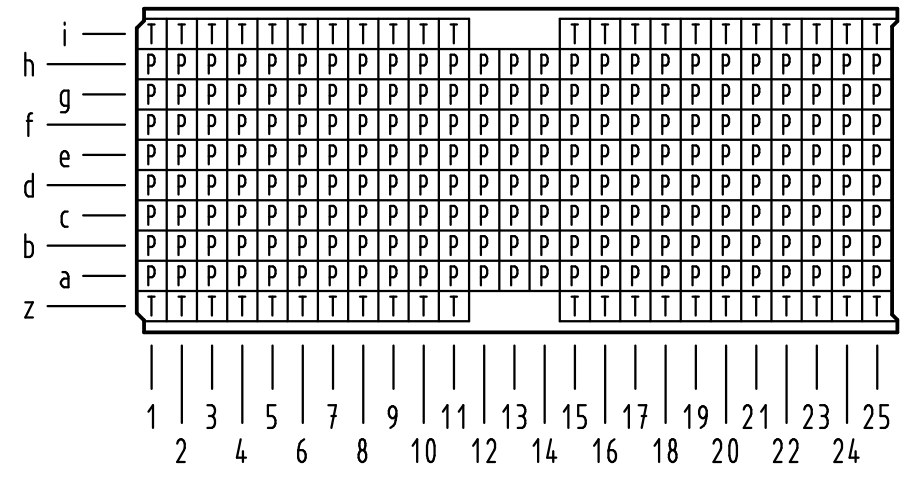 i T T T T T T T T T T T T T T T T T T T T T T
h P P P P P P P P P P P P P P P P P P P P P P P P P
g P P P P P P P P P P P P P P P P P P P P P P P P P
f P P P P P P P P P P P P P P P P P P P P P P P P P
e P P P P P P P P P P P P P P P P P P P P P P P P P
d P P P P P P P P P P P P P P P P P P P P P P P P P
c P P P P P P P P P P P P P P P P P P P P P P P P P
b P P P P P P P P P P P P P P P P P P P P P P P P P
a P P P P P P P P P P P P P P P P P P P P P P P P P
z T T T T T T T T T T T T T T T T T T T T T T
1 3 5 7 9 11 13 15 17 19 21 23 25
2 4 6 8 10 12 14 16 18 20 22 24